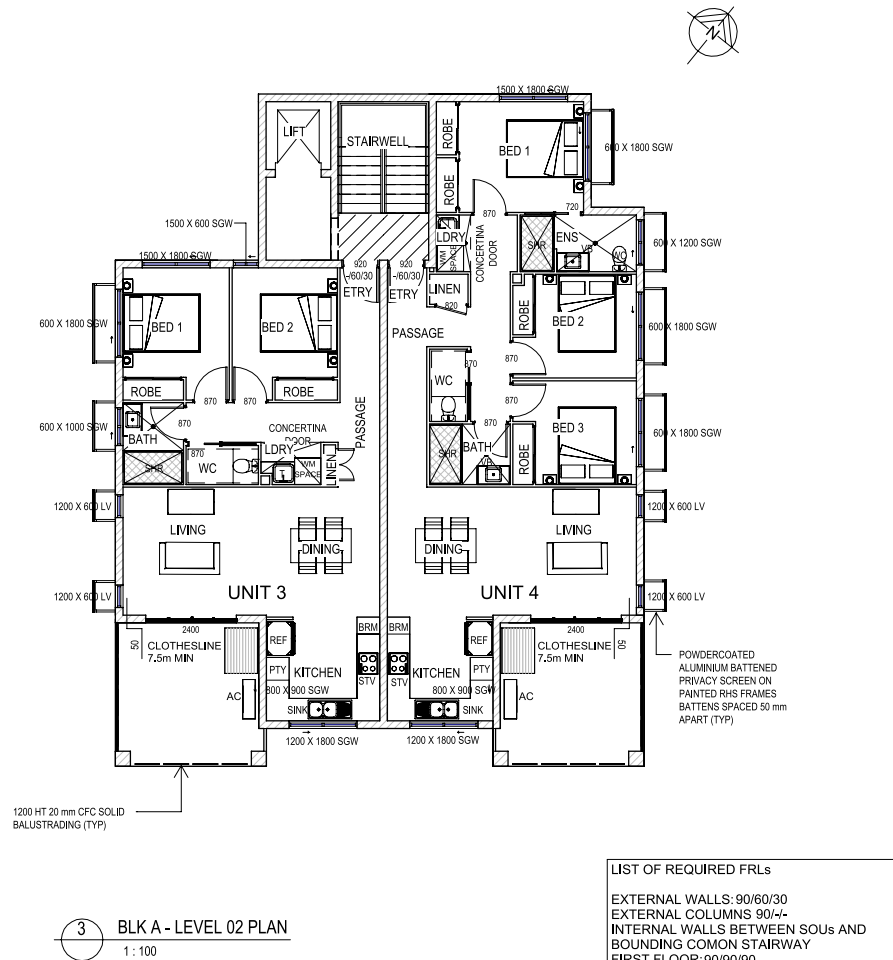 N
1500 X 1800 SGW
LIFT
STAIRWELL
ROBE
BED 1
600 X 1800 SGW
ROBE
1500 X 600 SGW
870
720
LDRY
WM
SPACE
CONCERTINA
DOOR
SHR
ENS
VB
WC
600 X 1200 SGW
1500 X 1800 SGW
920
-/60/30
ETRY
920
-/60/30
ETRY
LINEN
820
600 X 1800 SGW
BED 1
BED 2
PASSAGE
ROBE
BED 2
600 X 1800 SGW
870
870
WC
ROBE
ROBE
870
870
870
870
600 X 1000 SGW
BATH
870
CONCERTINA
DOOR
PASSAGE
BED 3
600 X 1800 SGW
SHR
870
WC
LDRY
T
WM
SPACE
LINEN
SHR
BATH
VB
ROBE
1200 X 600 LV
LIVING
DINING
DINING
LIVING
1200 X 600 LV
1200 X 600 LV
UNIT 3
UNIT 4
1200 X 600 LV
2400
2400
50
CLOTHESLINE
7.5m MIN
REF
BRM
BRM
REF
CLOTHESLINE
7.5m MIN
50
POWDERCOATED
ALUMINIUM BATTENED
PRIVACY SCREEN ON
PAINTED RHS FRAMES
BATTENS SPACED 50 mm
APART (TYP)
PTY
KITCHEN
STV
STV
KITCHEN
PTY
AC
800 X 900 SGW
800 X 900 SGW
AC
SINK
SINK
1200 X 1800 SGW
1200 X 1800 SGW
1200 HT 20 mm CFC SOLID
BALUSTRADING (TYP)
3
BLK A - LEVEL 02 PLAN
1 : 100
LIST OF REQUIRED FRLs
EXTERNAL WALLS: 90/60/30
EXTERNAL COLUMNS 90/-/-
INTERNAL WALLS BETWEEN SOUs AND
BOUNDING COMON STAIRWAY
FIRST FLOOR: 90/90/90